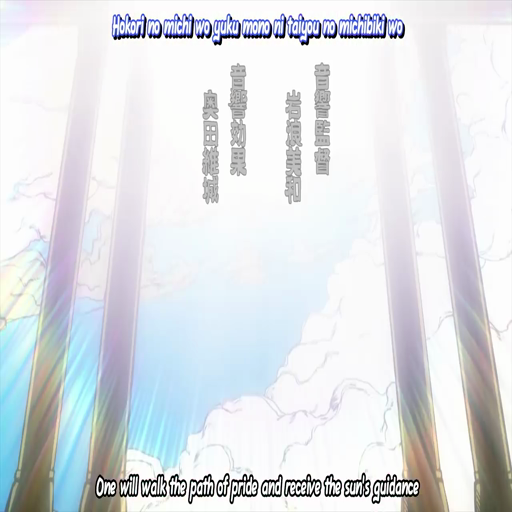 Hokori no michi wo yuku mono ni taiyou no michibiki wo
音響監督
岩浪美和
音響効果
奥田維城
One will walk the path of pride and receive the sun's guidance